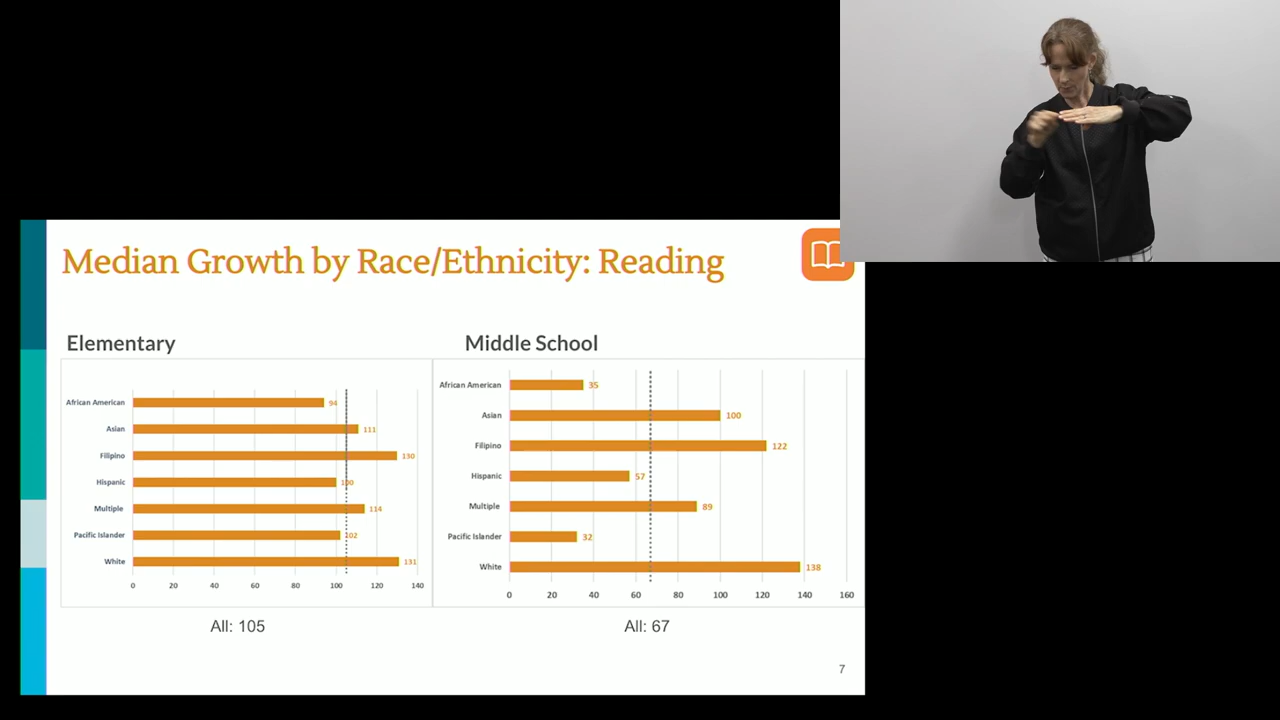 Median Growth by Race/Ethnicity: Reading
Elementary
African American 94
Asian 111
Filipino 130
Hispanic 100
Multiple 114
Pacific Islander 102
White 131
0 20 40 60 80 100 120 140
All: 105
Middle School
African American 35
Asian 100
Filipino 122
Hispanic 57
Multiple 89
Pacific Islander 32
White 138
0 20 40 60 80 100 120 140 160
All: 67
7